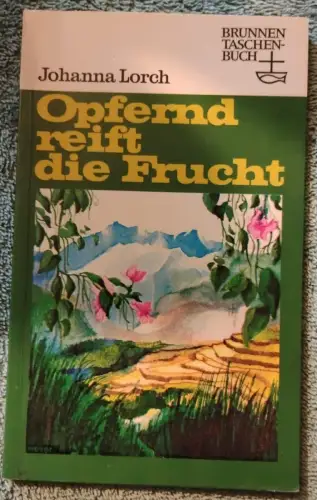 BRUNNEN
TASCHEN-
BUCH
Johanna Lorch
Opfernd
reift
die Frucht